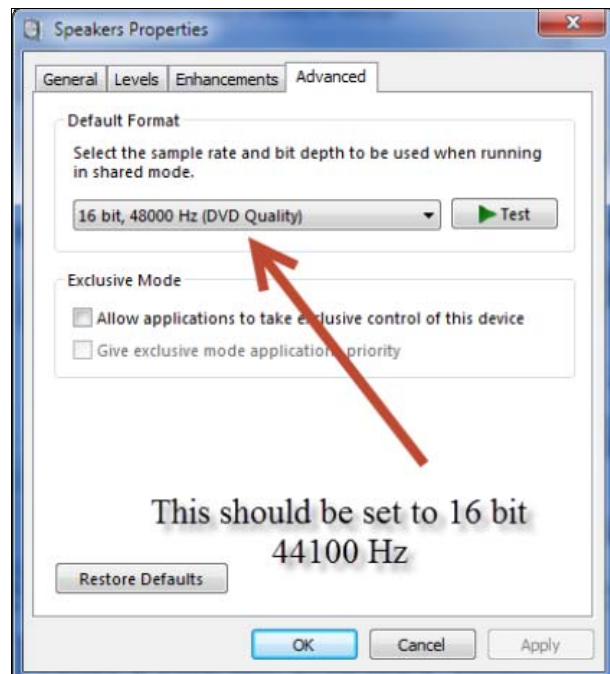 Speakers Properties
General Levels Enhancements Advanced
Default Format
Select the sample rate and bit depth to be used when running
in shared mode.
16 bit, 48000 Hz (DVD Quality)
Test
Exclusive Mode
Allow applications to take exclusive control of this device
Give exclusive mode applications priority
This should be set to 16 bit
44100 Hz
Restore Defaults
OK Cancel Apply